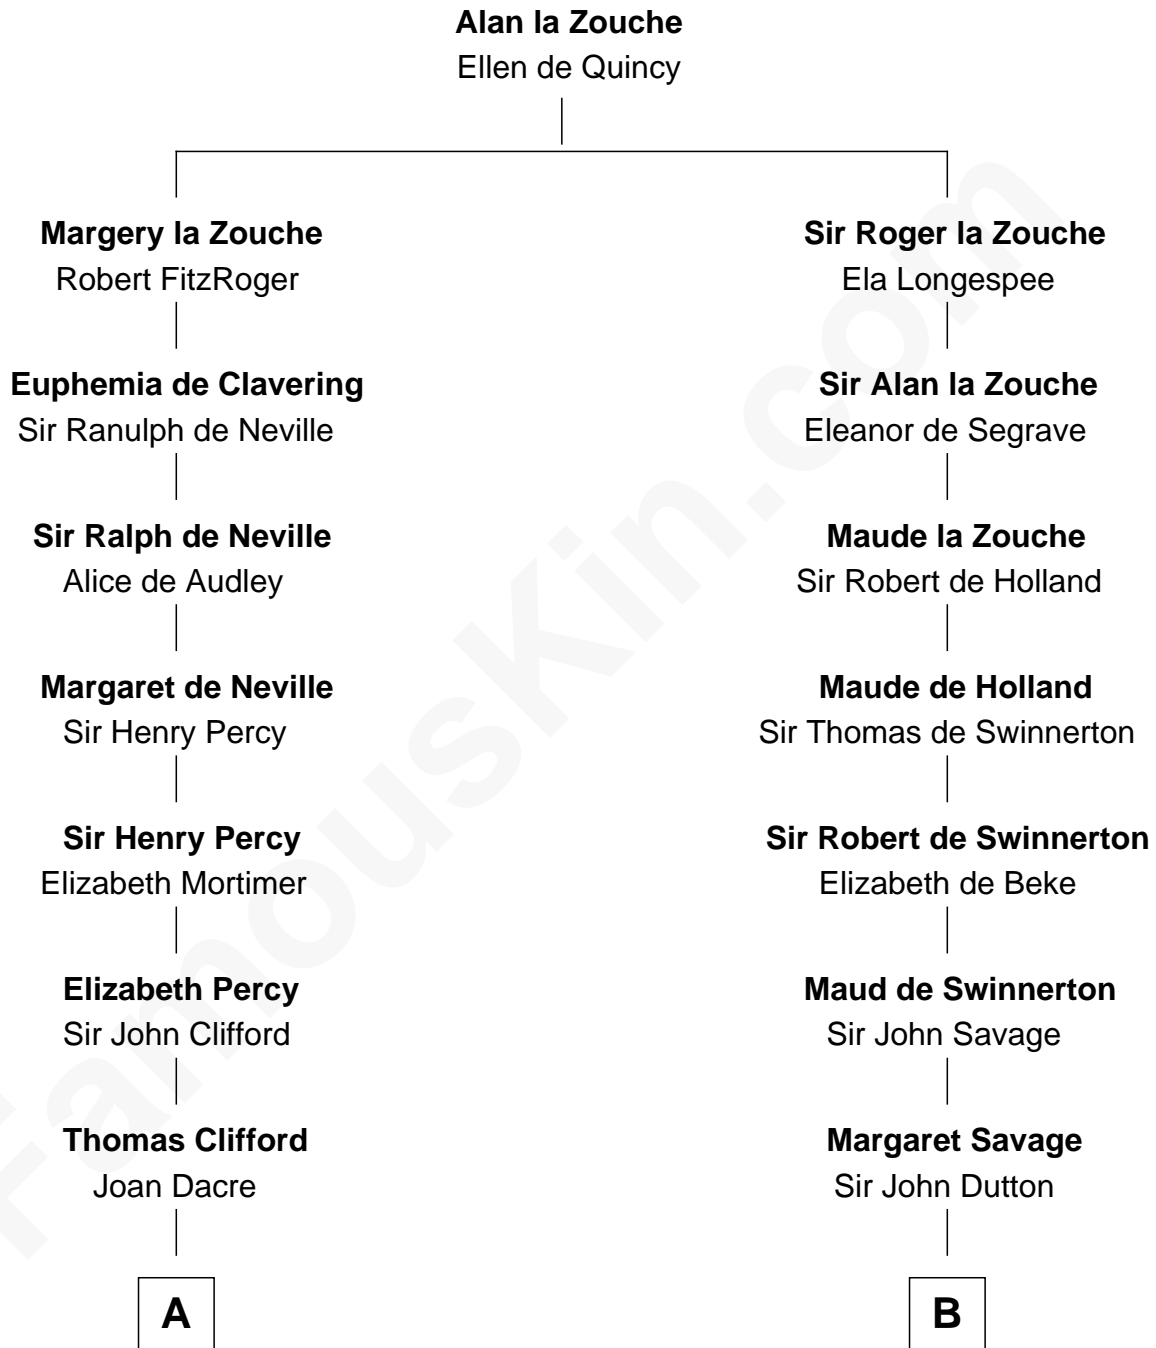 Alan la Zouche
Ellen de Quincy
Margery la Zouche
Robert FitzRoger
Sir Roger la Zouche
Ela Longespee
Euphemia de Clavering
Sir Ranulph de Neville
Sir Alan la Zouche
Eleanor de Segrave
Sir Ralph de Neville
Alice de Audley
Maude la Zouche
Sir Robert de Holland
Margaret de Neville
Sir Henry Percy
Maude de Holland
Sir Thomas de Swinnerton
Sir Henry Percy
Elizabeth Mortimer
Sir Robert de Swinnerton
Elizabeth de Beke
Elizabeth Percy
Sir John Clifford
Maud de Swinnerton
Sir John Savage
Thomas Clifford
Joan Dacre
Margaret Savage
Sir John Dutton
A
B
FamousKin.com